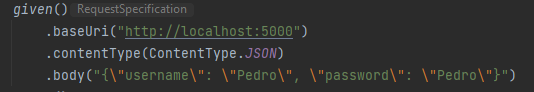 given() RequestSpecification
.baseUri("http://localhost:5000")
.contentType(ContentType.JSON)
.body("{\"username\": \"Pedro\", \"password\": \"Pedro\"}")